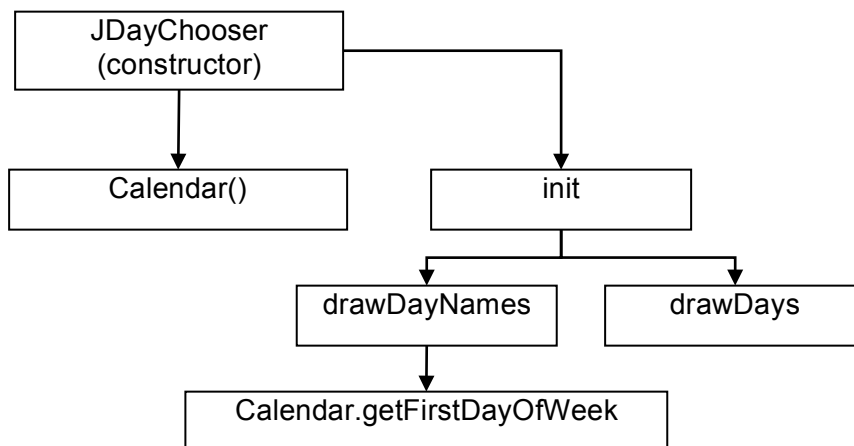 JDayChooser
(constructor)
Calendar()
init
drawDayNames
drawDays
Calendar.getFirstDayOfWeek